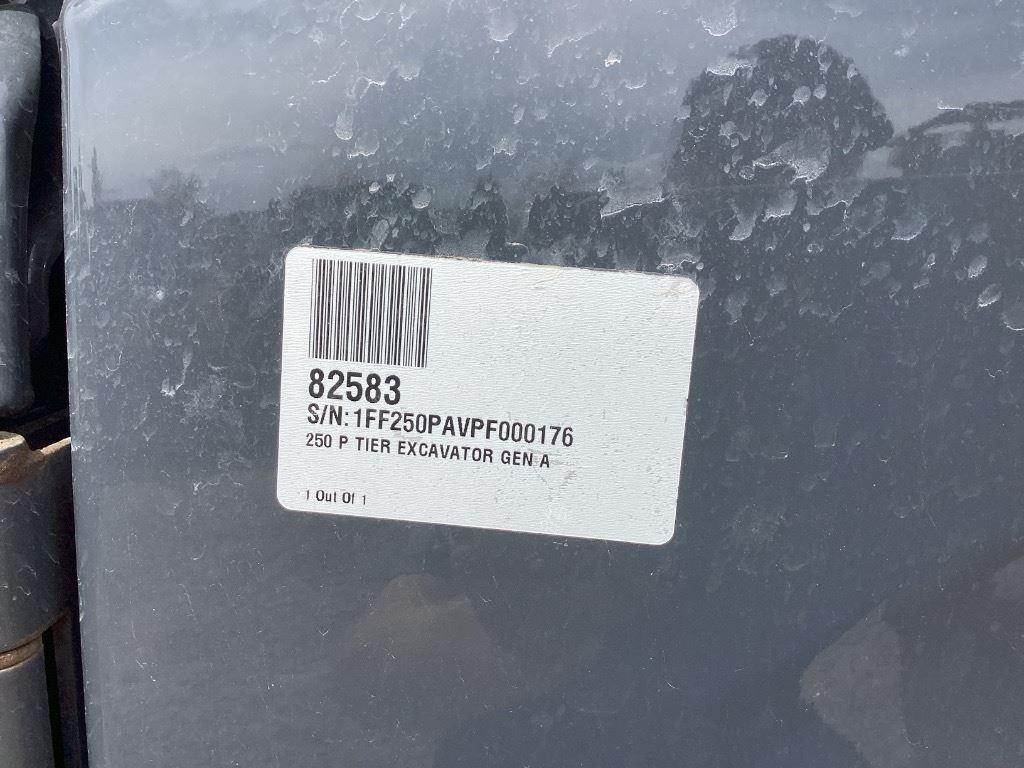 82583
S/N: 1FF250PAVPF000176
250 P TIER EXCAVATOR GEN A
1 Out Of 1